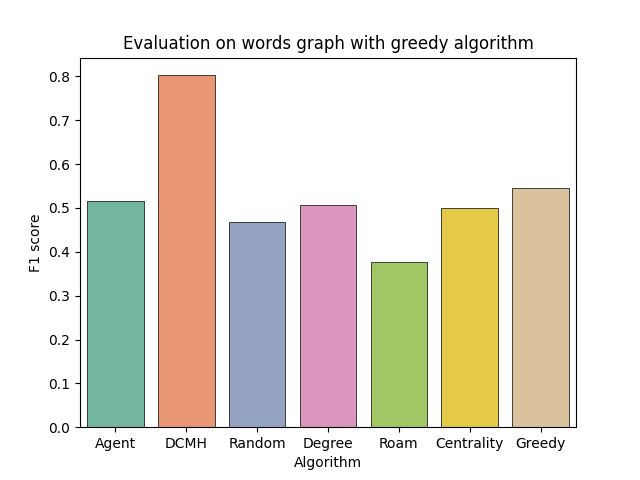 Evaluation on words graph with greedy algorithm
F1 score
0.8
0.7
0.6
0.5
0.4
0.3
0.2
0.1
0.0
Agent DCMH Random Degree Roam Centrality Greedy
Algorithm